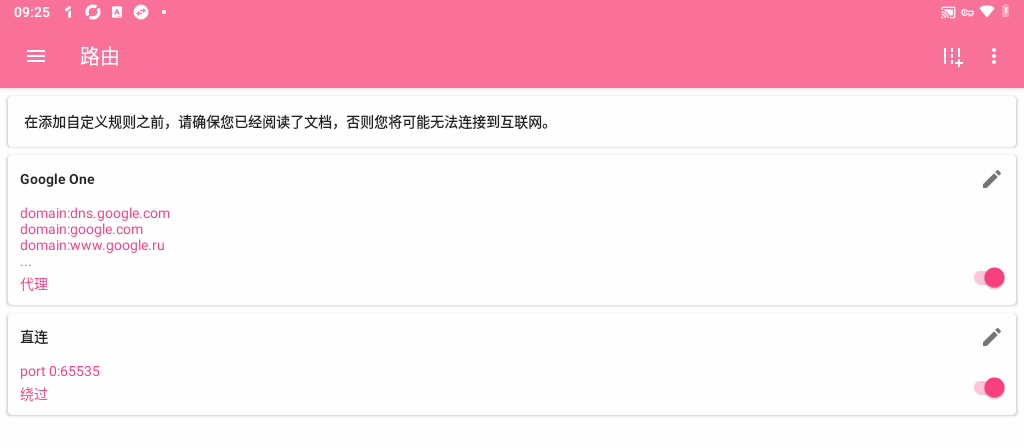 09:25
路由
在添加自定义规则之前，请确保您已经阅读了文档，否则您将可能无法连接到互联网。
Google One
domain:dns.google.com
domain:google.com
domain:www.google.ru
...
代理
直连
port 0:65535
绕过